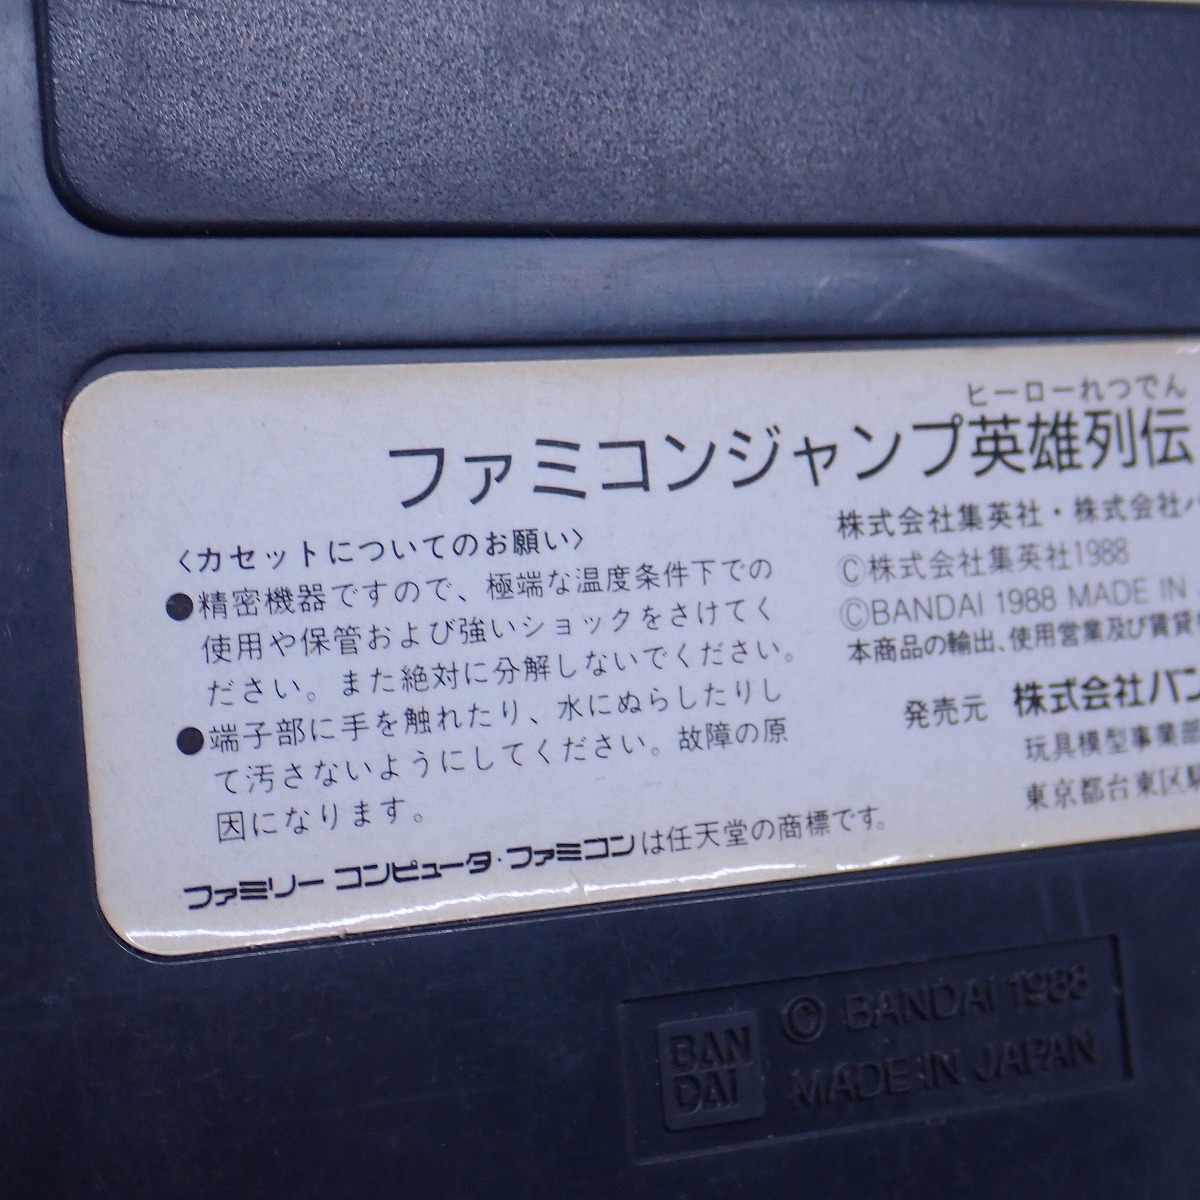 ヒーローれつでん
ファミコンジャンプ英雄列伝
〈カセットについてのお願い〉
●精密機器ですので、極端な温度条件下での
使用や保管および強いショックをさけてく
ださい。また絶対に分解しないでください。
●端子部に手を触れたり、水にぬらしたりし
て汚さないようにしてください。故障の原
因になります。
ファミリー コンピュータ・ファミコンは任天堂の商標です。
株式会社集英社・株式会社バ
©株式会社集英社1988
©BANDAI 1988 MADE IN
本商品の輸出、使用営業及び賃貸
発売元 株式会社バン
玩具模型事業部
東京都台東区駒
BAN
DAI
© BANDAI 1988
MADE IN JAPAN